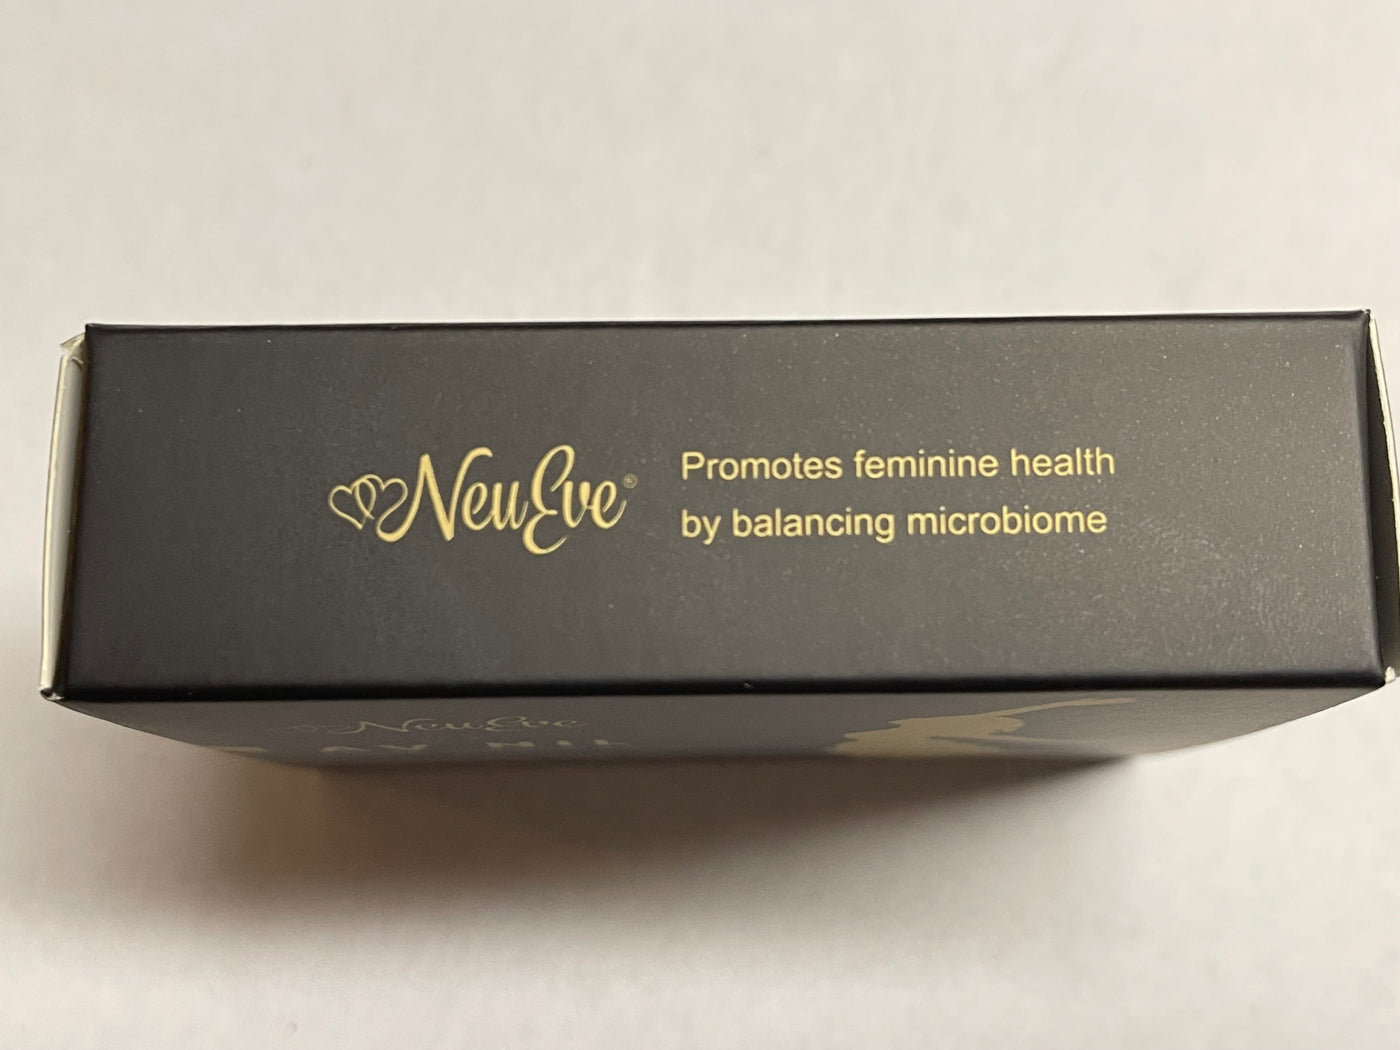 NeuEve®
Promotes feminine health
by balancing microbiome
NeuEve